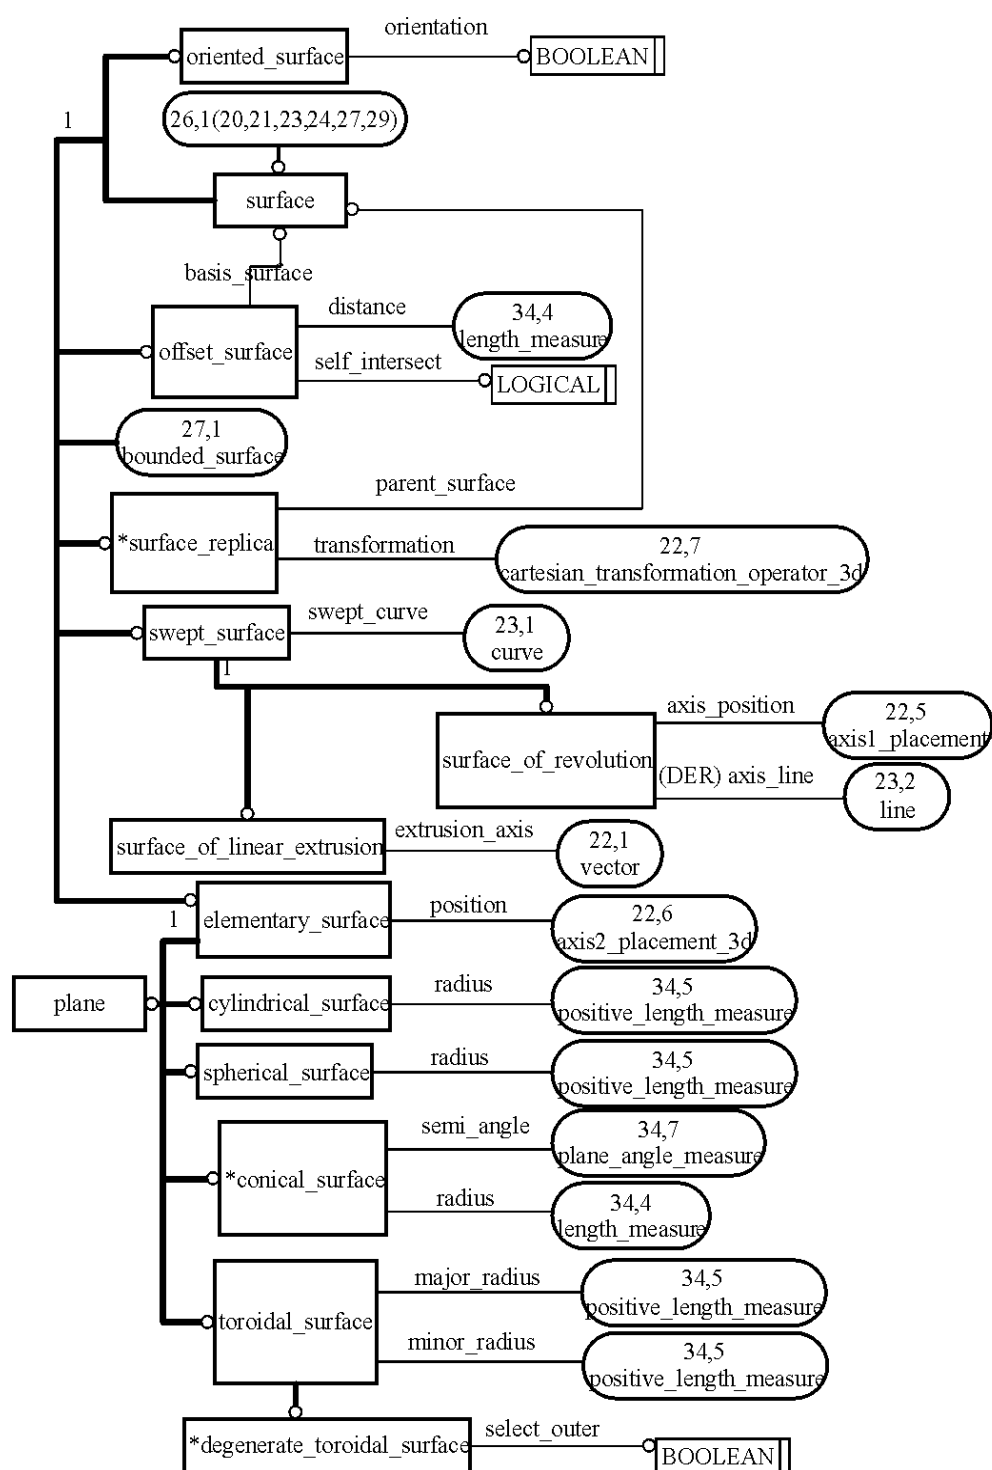 orientation
oriented_surface
BOOLEAN
1
26,1(20,21,23,24,27,29)
surface
basis_surface
distance
34,4
length_measure
offset_surface
self_intersect
LOGICAL
27,1
bounded_surface
parent_surface
*surface_replica
transformation
22,7
cartesian_transformation_operator_3d
swept_surface
swept_curve
23,1
curve
1
axis_position
22,5
axis1_placement
surface_of_revolution
(DER) axis_line
23,2
line
surface_of_linear_extrusion
extrusion_axis
22,1
vector
1
elementary_surface
position
22,6
axis2_placement_3d
plane
cylindrical_surface
radius
34,5
positive_length_measure
spherical_surface
radius
34,5
positive_length_measure
semi_angle
34,7
plane_angle_measure
*conical_surface
radius
34,4
length_measure
major_radius
34,5
positive_length_measure
toroidal_surface
minor_radius
34,5
positive_length_measure
*degenerate_toroidal_surface
select_outer
BOOLEAN